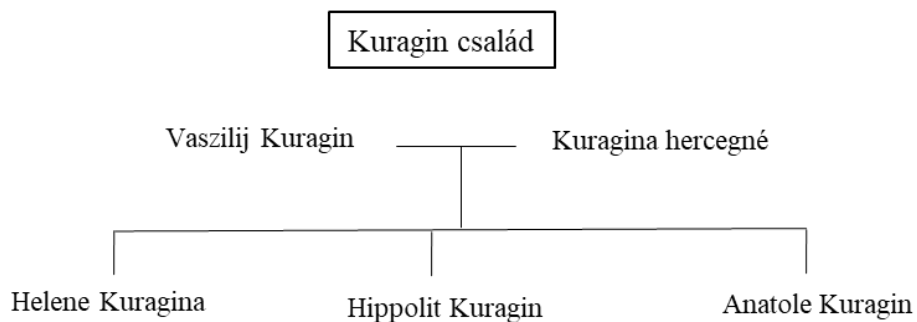 Kuragin család
Vaszilij Kuragin
Kuragina hercegné
Helene Kuragina
Hippolit Kuragin
Anatole Kuragin